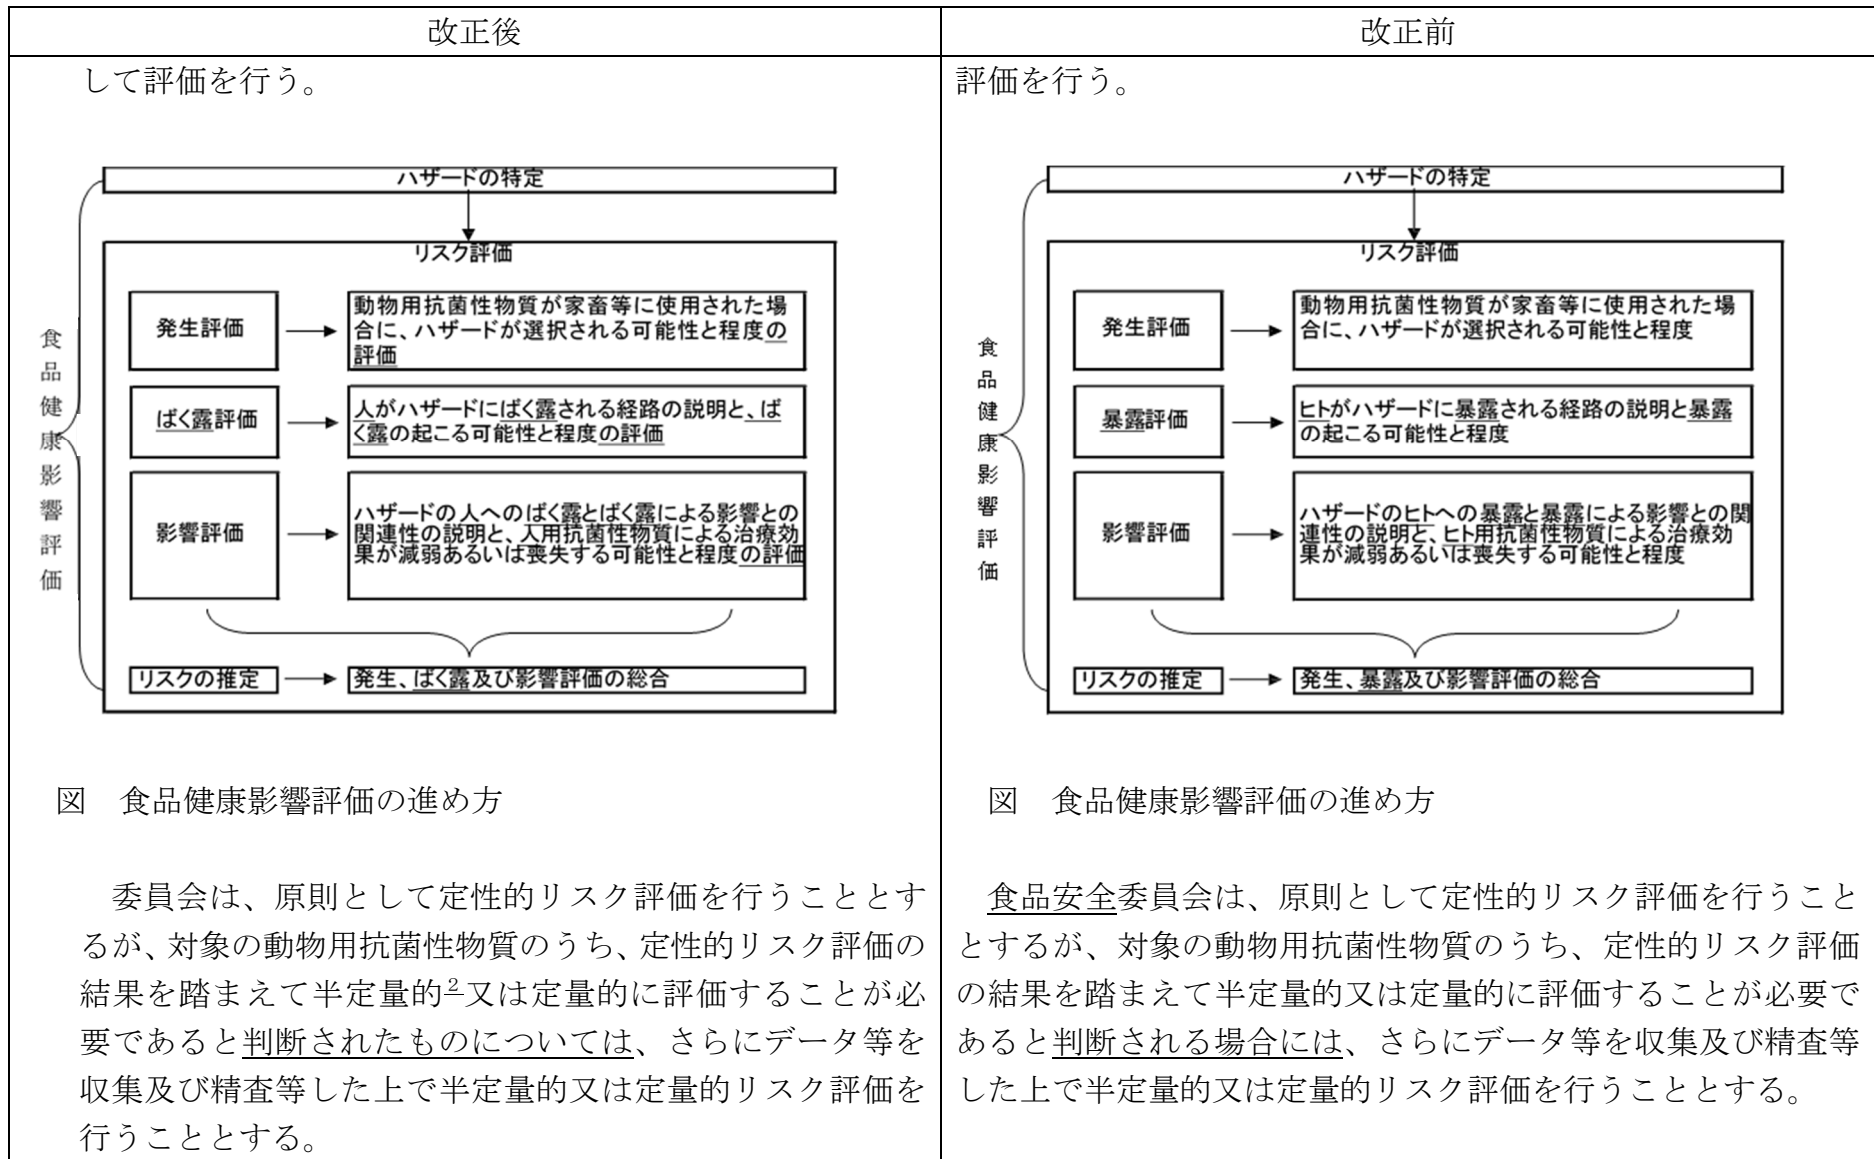 改正後
して評価を行う。
ハザードの特定
リスク評価
食品健康影響評価
発生評価
動物用抗菌性物質が家畜等に使用された場
合に、ハザードが選択される可能性と程度の
評価
ばく露評価
人がハザードにばく露される経路の説明と、ば
く露の起こる可能性と程度の評価
影響評価
ハザードの人へのばく露とばく露による影響との
関連性の説明と、人用抗菌性物質による治療効
果が減弱あるいは喪失する可能性と程度の評価
リスクの推定
発生、ばく露及び影響評価の総合
図　食品健康影響評価の進め方
委員会は、原則として定性的リスク評価を行うこととす
るが、対象の動物用抗菌性物質のうち、定性的リスク評価の
結果を踏まえて半定量的2又は定量的に評価することが必
要であると判断されたものについては、さらにデータ等を
収集及び精査等した上で半定量的又は定量的リスク評価を
行うこととする。
改正前
評価を行う。
ハザードの特定
リスク評価
食品健康影響評価
発生評価
動物用抗菌性物質が家畜等に使用された場
合に、ハザードが選択される可能性と程度
暴露評価
ヒトがハザードに暴露される経路の説明と暴露
の起こる可能性と程度
影響評価
ハザードのヒトへの暴露と暴露による影響との関
連性の説明と、ヒト用抗菌性物質による治療効
果が減弱あるいは喪失する可能性と程度
リスクの推定
発生、暴露及び影響評価の総合
図　食品健康影響評価の進め方
食品安全委員会は、原則として定性的リスク評価を行うこと
とするが、対象の動物用抗菌性物質のうち、定性的リスク評価
の結果を踏まえて半定量的又は定量的に評価することが必要で
あると判断される場合には、さらにデータ等を収集及び精査等
した上で半定量的又は定量的リスク評価を行うこととする。